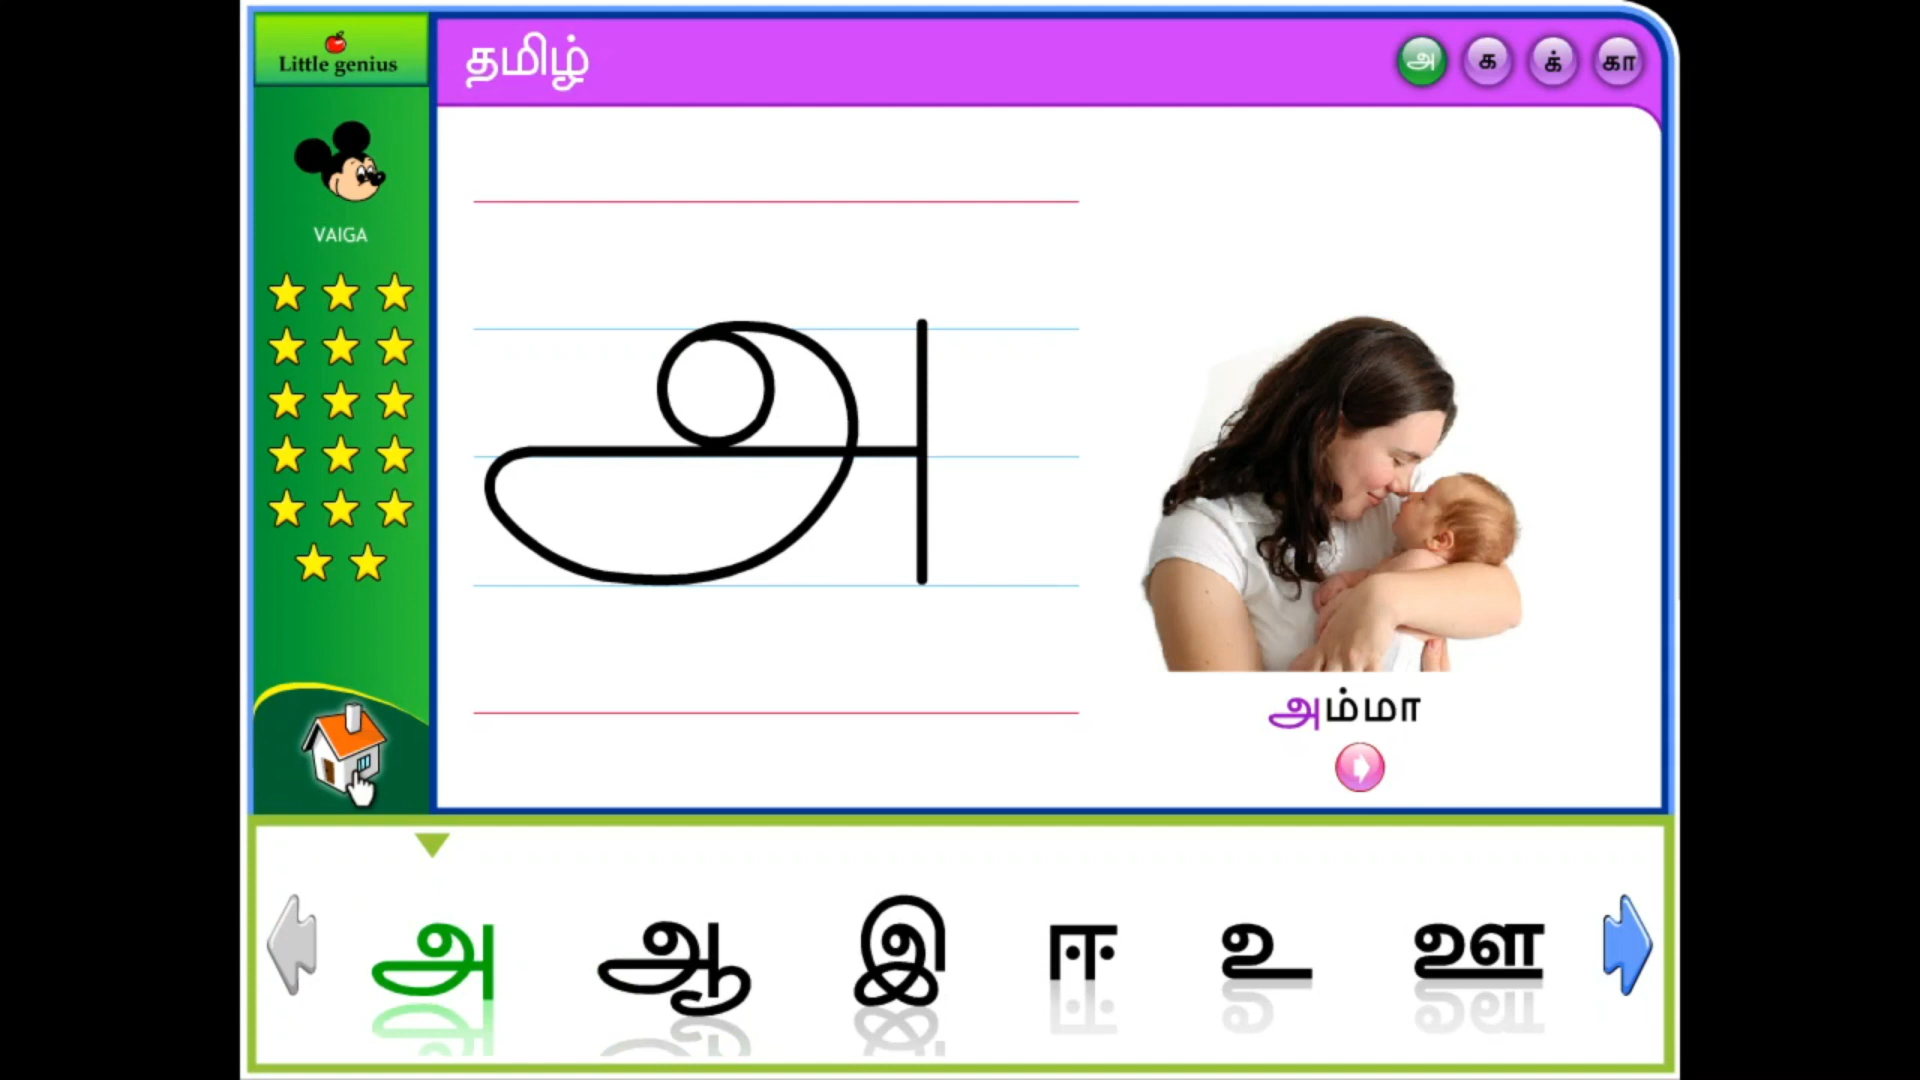 Little genius
தமிழ்
அ க க் கா
VAIGA
அ
அம்மா
அ ஆ இ ஈ உ ஊ